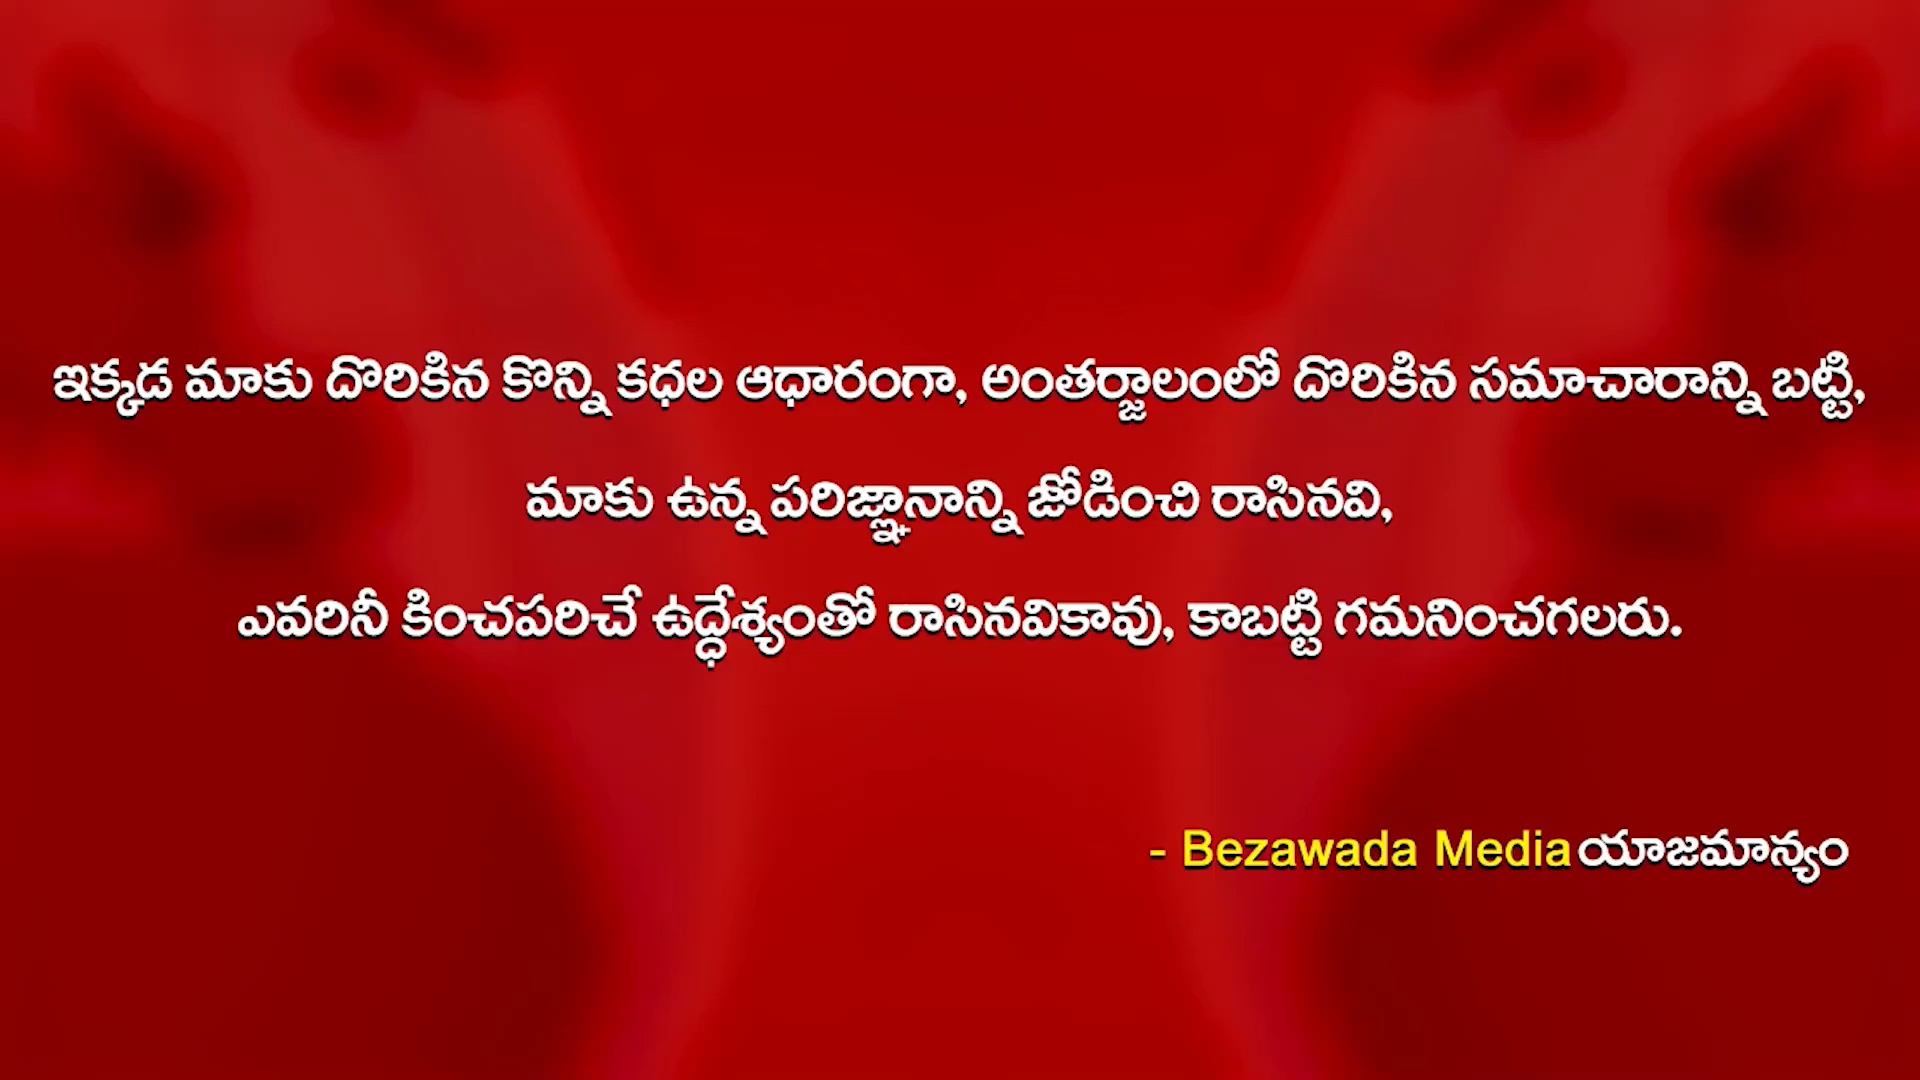 ఇక్కడ మాకు దొరికిన కొన్ని కధల ఆధారంగా, అంతర్జాలంలో దొరికిన సమాచారాన్ని బట్టి,
మాకు ఉన్న పరిజ్ఞానాన్ని జోడించి రాసినవి,
ఎవరినీ కించపరిచే ఉద్ధేశ్యంతో రాసినవికావు, కాబట్టి గమనించగలరు.
- Bezawada Media యాజమాన్యం